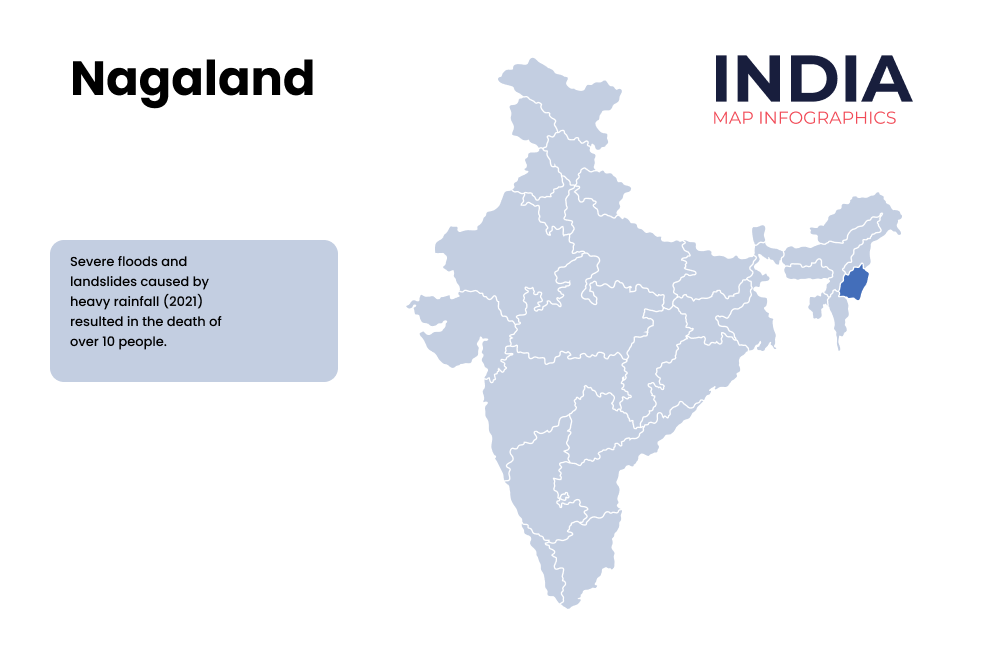 Nagaland
INDIA
MAP INFOGRAPHICS
Severe floods and
landslides caused by
heavy rainfall (2021)
resulted in the death of
over 10 people.